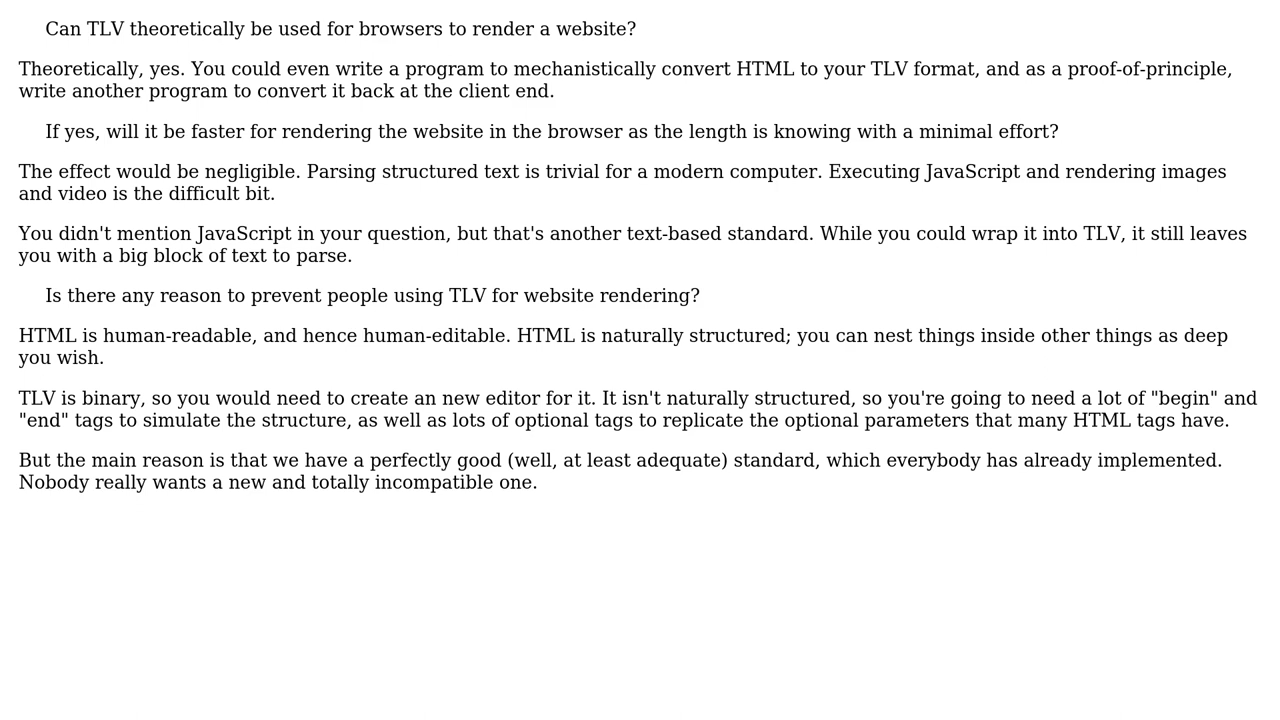 Can TLV theoretically be used for browsers to render a website?
Theoretically, yes. You could even write a program to mechanistically convert HTML to your TLV format, and as a proof-of-principle,
write another program to convert it back at the client end.
If yes, will it be faster for rendering the website in the browser as the length is knowing with a minimal effort?
The effect would be negligible. Parsing structured text is trivial for a modern computer. Executing JavaScript and rendering images
and video is the difficult bit.
You didn't mention JavaScript in your question, but that's another text-based standard. While you could wrap it into TLV, it still leaves
you with a big block of text to parse.
Is there any reason to prevent people using TLV for website rendering?
HTML is human-readable, and hence human-editable. HTML is naturally structured; you can nest things inside other things as deep
you wish.
TLV is binary, so you would need to create an new editor for it. It isn't naturally structured, so you're going to need a lot of "begin" and
"end" tags to simulate the structure, as well as lots of optional tags to replicate the optional parameters that many HTML tags have.
But the main reason is that we have a perfectly good (well, at least adequate) standard, which everybody has already implemented.
Nobody really wants a new and totally incompatible one.